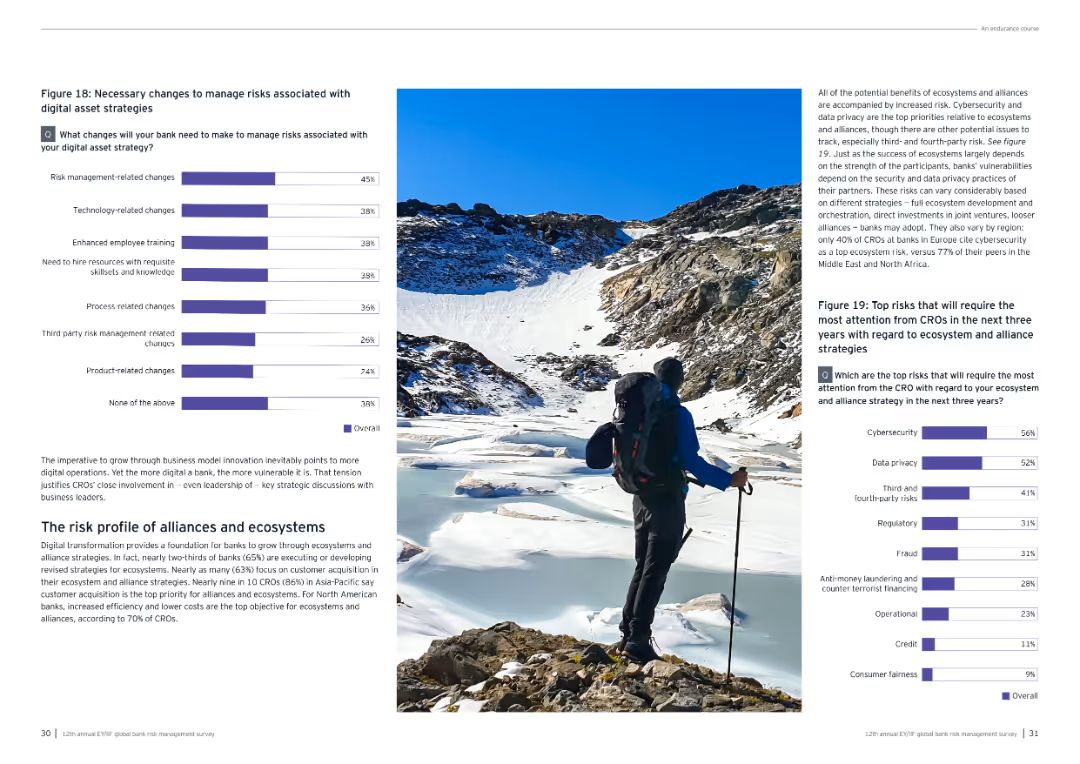 An endurance course
Figure 18: Necessary changes to manage risks associated with
digital asset strategies
Q What changes will your bank need to make to manage risks associated with
your digital asset strategy?
Risk management-related changes 45%
Technology-related changes 38%
Enhanced employee training 38%
Need to hire resources with requisite
skillsets and knowledge 38%
Process-related changes 36%
Third party risk management related
changes 26%
Product-related changes 24%
None of the above 38%
Overall
The imperative to grow through business model innovation inevitably points to more
digital operations. Yet the more digital a bank, the more vulnerable it is. That tension
justifies CROs' close involvement in — even leadership of — key strategic discussions with
business leaders.
The risk profile of alliances and ecosystems
Digital transformation provides a foundation for banks to grow through ecosystems and
alliance strategies. In fact, nearly two-thirds of banks (65%) are executing or developing
revised strategies for ecosystems. Nearly as many (63%) focus on customer acquisition in
their ecosystem and alliance strategies. Nearly nine in 10 CROs (86%) in Asia-Pacific say
customer acquisition is the top priority for alliances and ecosystems. For North American
banks, increased efficiency and lower costs are the top objective for ecosystems and
alliances, according to 70% of CROs.
All of the potential benefits of ecosystems and alliances
are accompanied by increased risk. Cybersecurity and
data privacy are the top priorities relative to ecosystems
and alliances, though there are other potential issues to
track, especially third- and fourth-party risk. See figure
19. Just as the success of ecosystems largely depends
on the strength of the participants, banks' vulnerabilities
depend on the security and data privacy practices of
their partners. These risks can vary considerably based
on different strategies — full ecosystem development and
orchestration, direct investments in joint ventures, looser
alliances — banks may adopt. They also vary by region:
only 40% of CROs at banks in Europe cite cybersecurity
as a top ecosystem risk, versus 77% of their peers in the
Middle East and North Africa.
Figure 19: Top risks that will require the
most attention from CROs in the next three
years with regard to ecosystem and alliance
strategies
Q Which are the top risks that will require the most
attention from the CRO with regard to your ecosystem
and alliance strategy in the next three years?
Cybersecurity 56%
Data privacy 52%
Third and
fourth-party risks 41%
Regulatory 31%
Fraud 31%
Anti-money laundering and
counter terrorist financing 28%
Operational 23%
Credit 11%
Consumer fairness 9%
Overall
30 | 12th annual EY/IIF global bank risk management survey
12th annual EY/IIF global bank risk management survey | 31